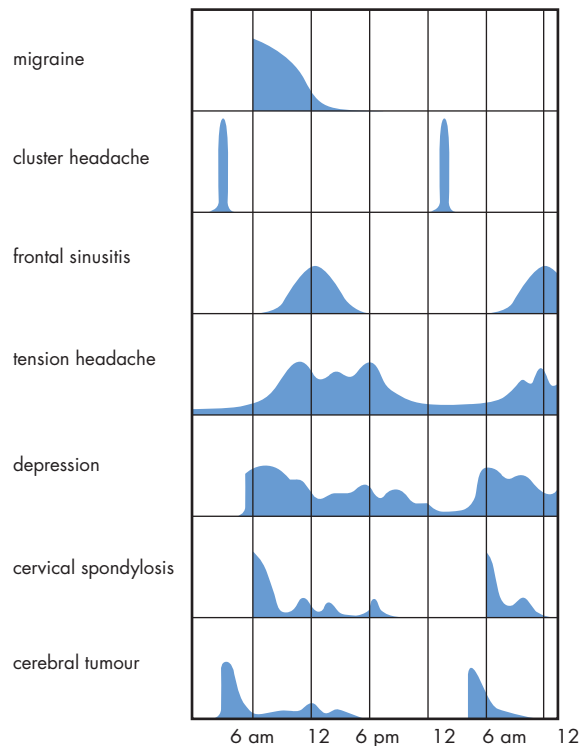 migraine
cluster headache
frontal sinusitis
tension headache
depression
cervical spondylosis
cerebral tumour
6 am 12 6 pm 12 6 am 12